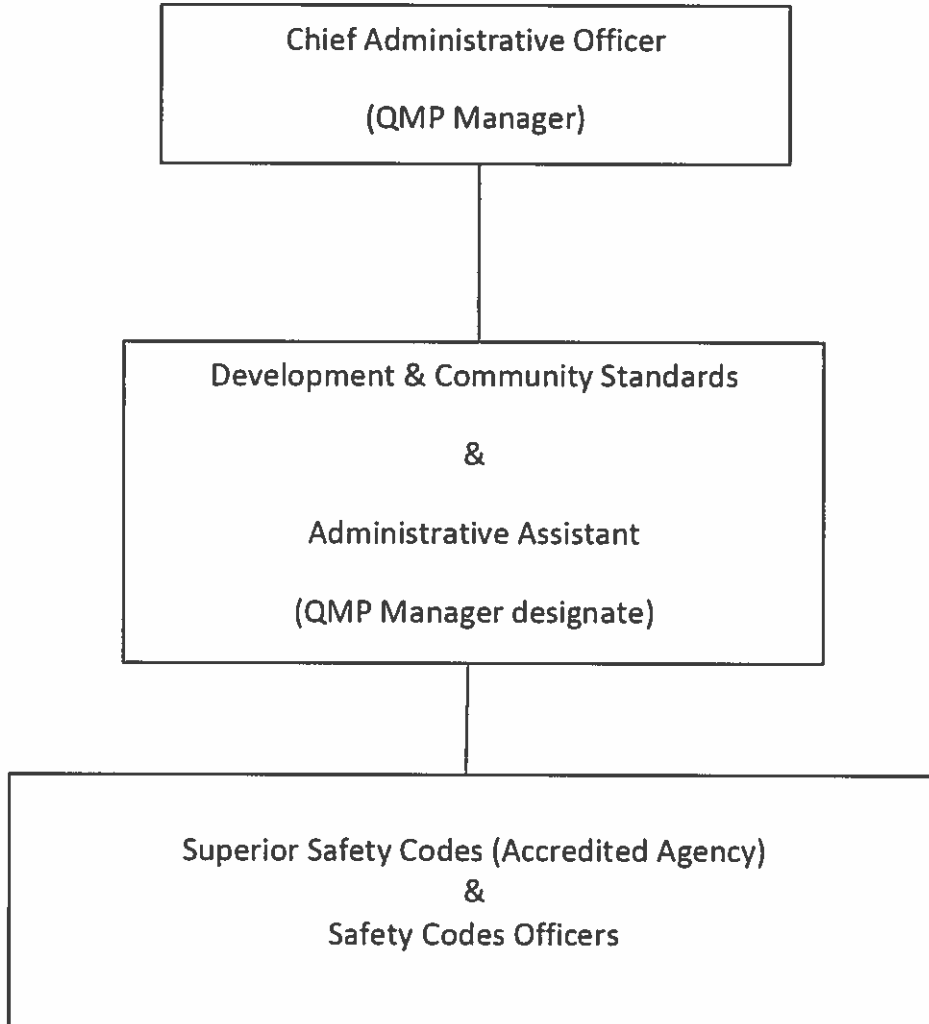 Chief Administrative Officer
(QMP Manager)
Development & Community Standards
&
Administrative Assistant
(QMP Manager designate)
Superior Safety Codes (Accredited Agency)
&
Safety Codes Officers